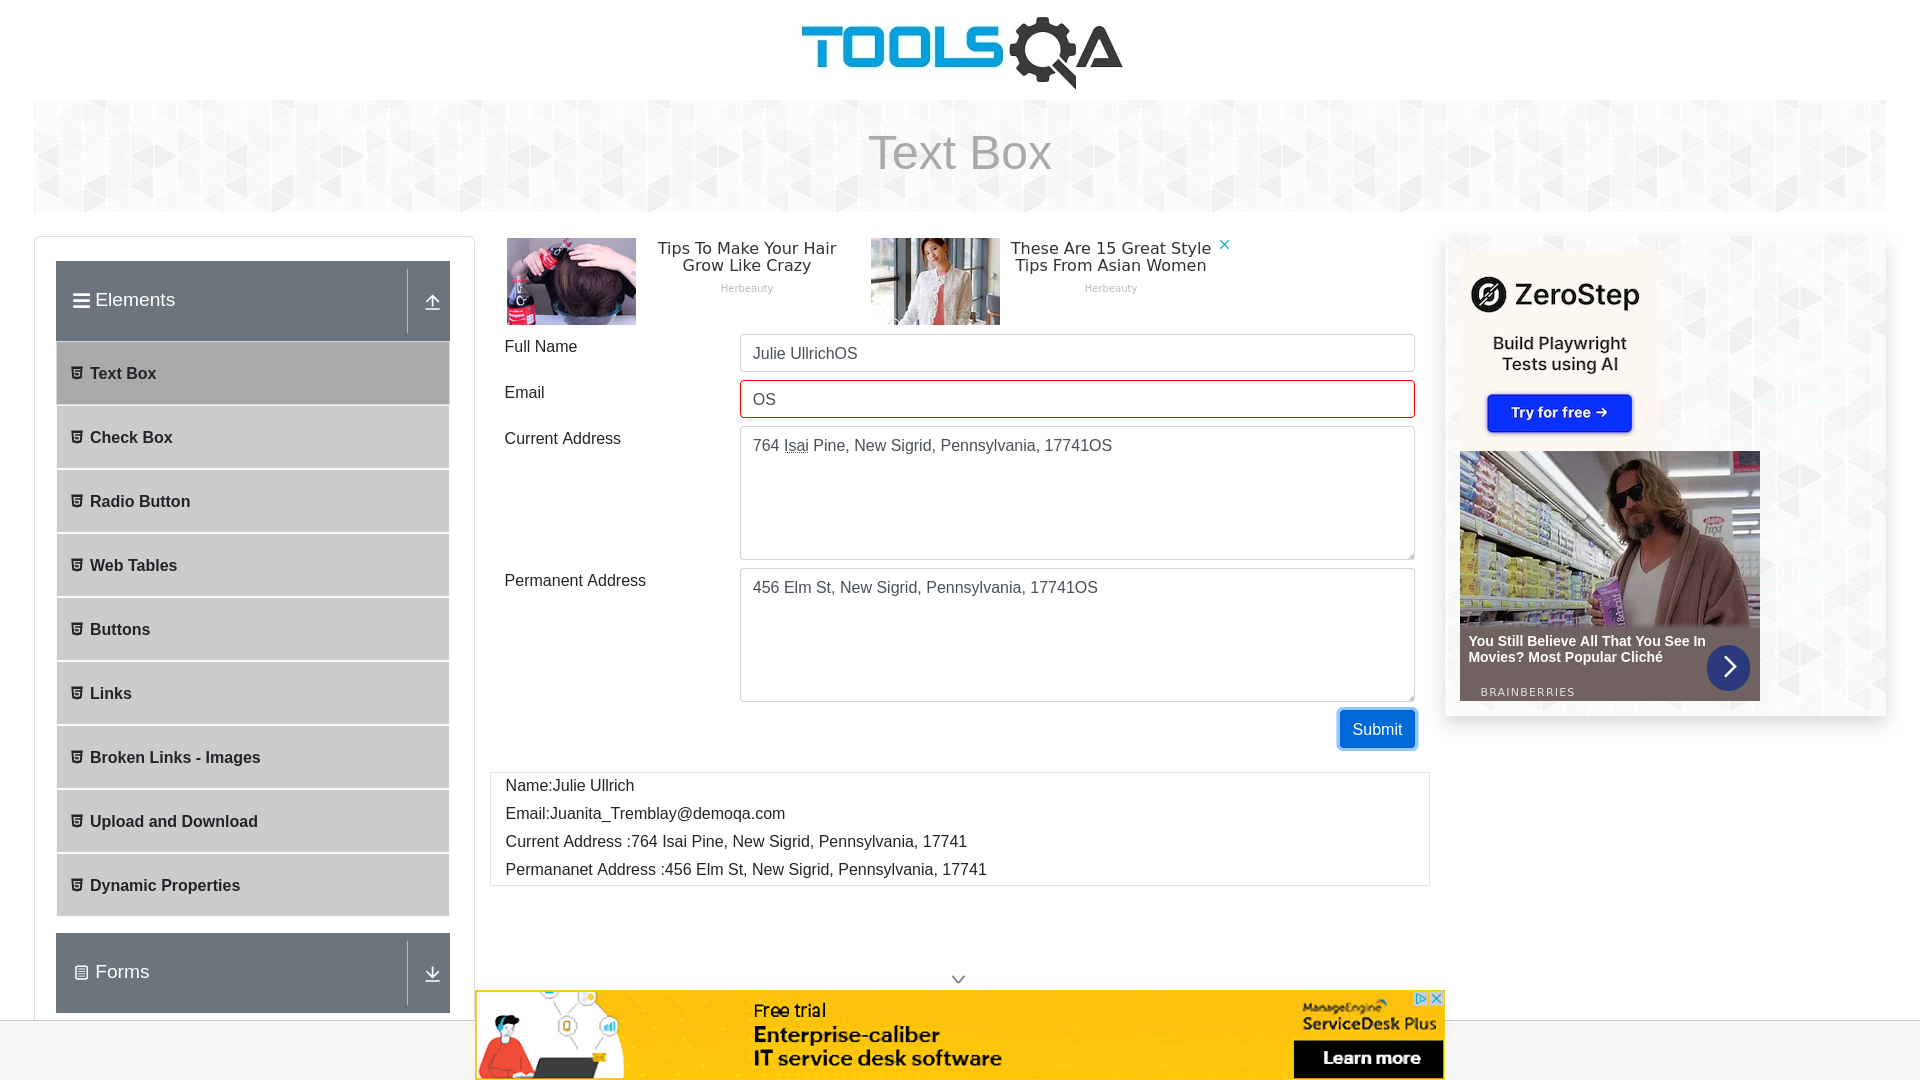 TOOLSQA
Text Box
Elements
Text Box
Check Box
Radio Button
Web Tables
Buttons
Links
Broken Links - Images
Upload and Download
Dynamic Properties
Forms
Tips To Make Your Hair
Grow Like Crazy
Herbeauty
These Are 15 Great Style
Tips From Asian Women
Herbeauty
Full Name
Julie UllrichOS
Email
OS
Current Address
764 Isai Pine, New Sigrid, Pennsylvania, 17741OS
Permanent Address
456 Elm St, New Sigrid, Pennsylvania, 17741OS
Submit
Name:Julie Ullrich
Email:Juanita_Tremblay@demoqa.com
Current Address :764 Isai Pine, New Sigrid, Pennsylvania, 17741
Permananet Address :456 Elm St, New Sigrid, Pennsylvania, 17741
ZeroStep
Build Playwright
Tests using AI
Try for free →
You Still Believe All That You See In
Movies? Most Popular Cliché
BRAINBERRIES
Free trial
Enterprise-caliber
IT service desk software
ManageEngine
ServiceDesk Plus
Learn more